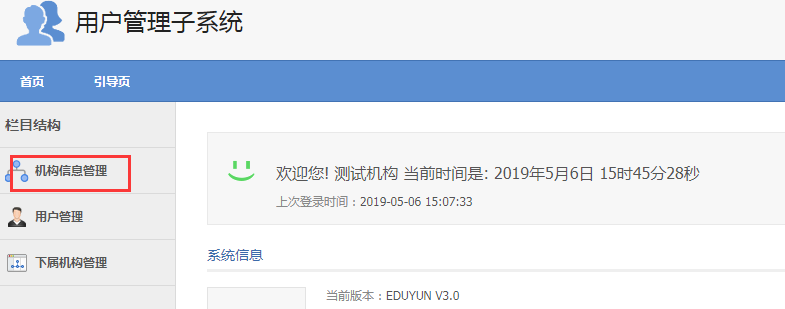 用户管理子系统
首页 引导页
栏目结构
机构信息管理
用户管理
下属机构管理
欢迎您! 测试机构 当前时间是: 2019年5月6日 15时45分28秒
上次登录时间：2019-05-06 15:07:33
系统信息
当前版本：EDUYUN V3.0